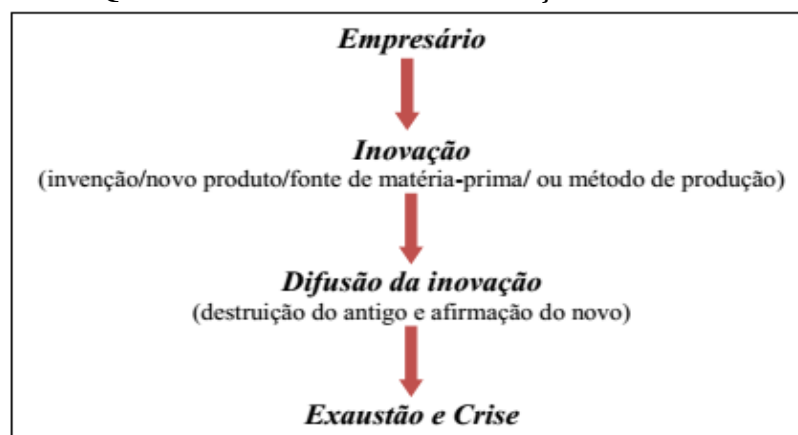 Empresário
Inovação
(invenção/novo produto/fonte de matéria-prima/ ou método de produção)
Difusão da inovação
(destruição do antigo e afirmação do novo)
Exaustão e Crise